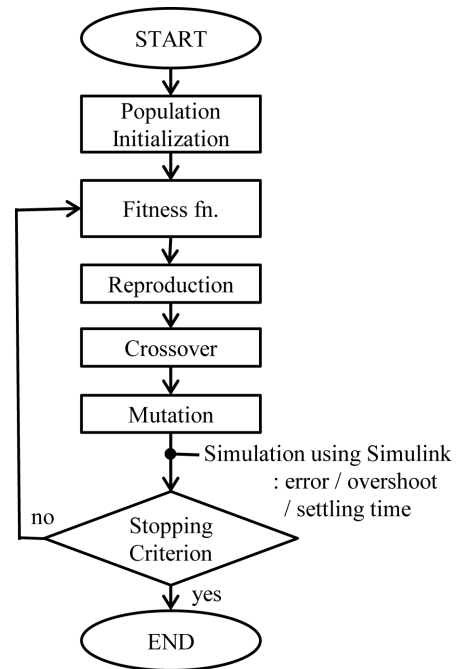 START
Population
Initialization
Fitness fn.
Reproduction
Crossover
Mutation
Simulation using Simulink
: error / overshoot
/ settling time
no
Stopping
Criterion
yes
END